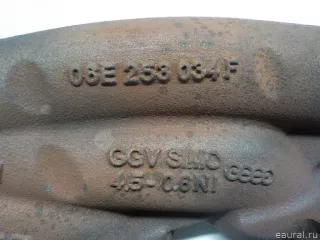 06E 253 034 F
GGV SIMO
4.5-0.6NI
eaural.ru